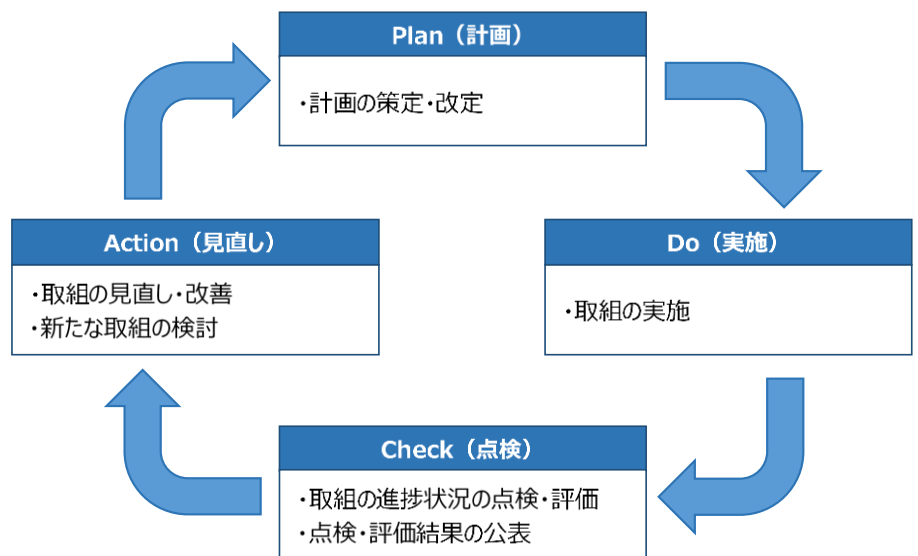 Plan（計画）
・計画の策定・改定
Action（見直し）
・取組の見直し・改善
・新たな取組の検討
Do（実施）
・取組の実施
Check（点検）
・取組の進捗状況の点検・評価
・点検・評価結果の公表